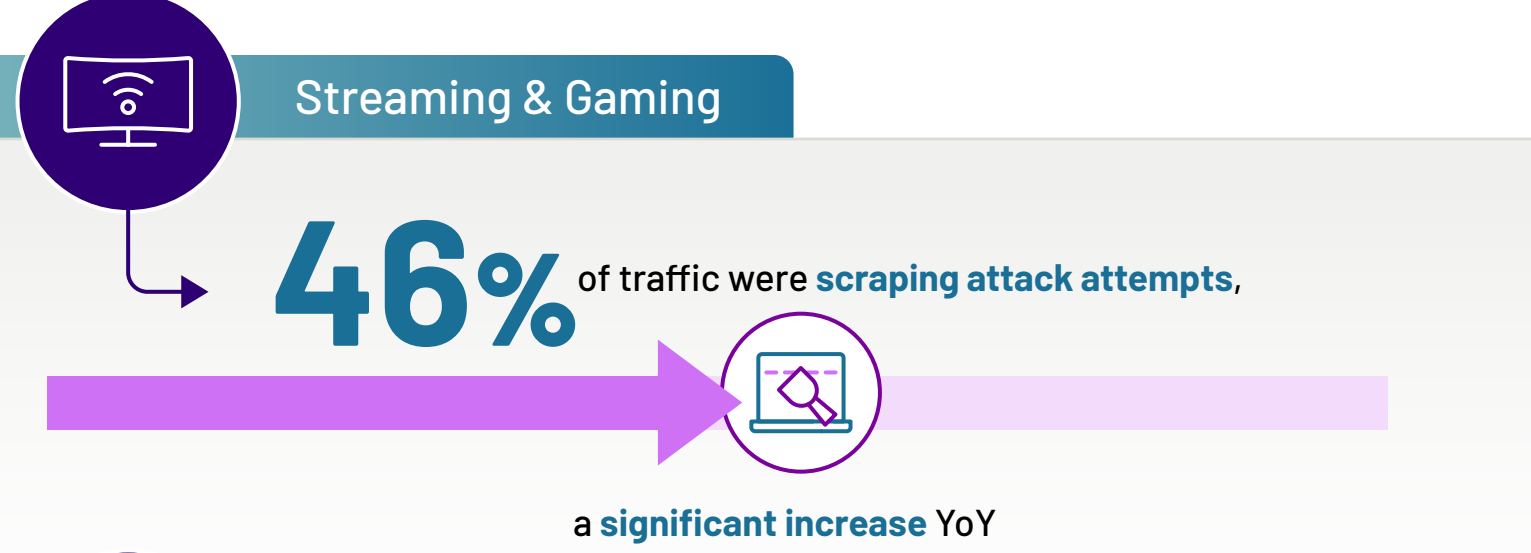 Streaming & Gaming
46% of traffic were scraping attack attempts,
a significant increase YoY